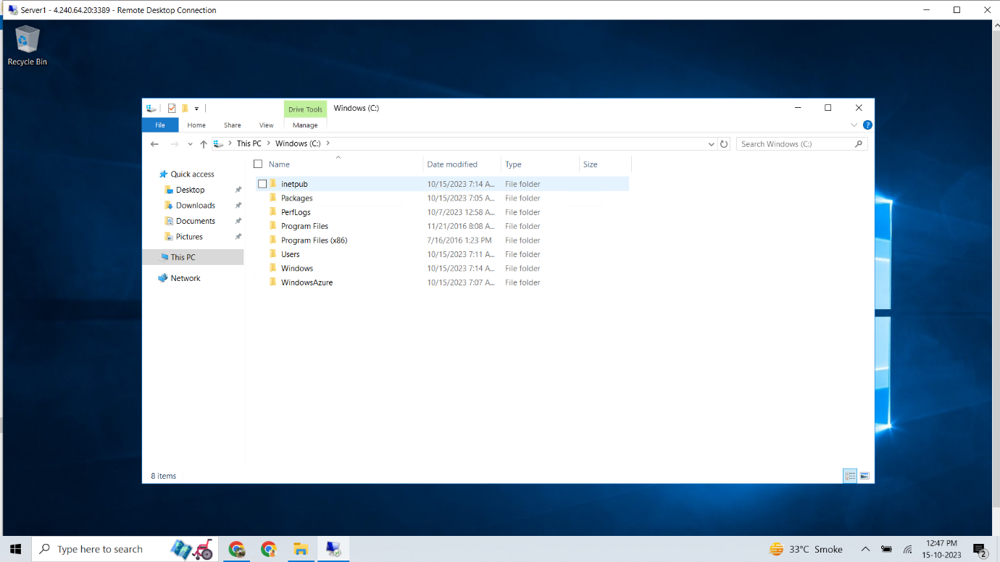 Server1 - 4.240.64.20:3389 - Remote Desktop Connection
Recycle Bin
Drive Tools Windows (C:)
File Home Share View Manage
This PC Windows (C:) Search Windows (C:)
Name Date modified Type Size
Quick access
Desktop
Downloads
Documents
Pictures
This PC
Network
inetpub 10/15/2023 7:14 A... File folder
Packages 10/15/2023 7:05 A... File folder
PerfLogs 10/7/2023 12:58 A... File folder
Program Files 11/21/2016 8:08 A... File folder
Program Files (x86) 7/16/2016 1:23 PM File folder
Users 10/15/2023 7:11 A... File folder
Windows 10/15/2023 7:14 A... File folder
WindowsAzure 10/15/2023 7:07 A... File folder
8 items
Type here to search 33°C Smoke 12:47 PM
15-10-2023 2